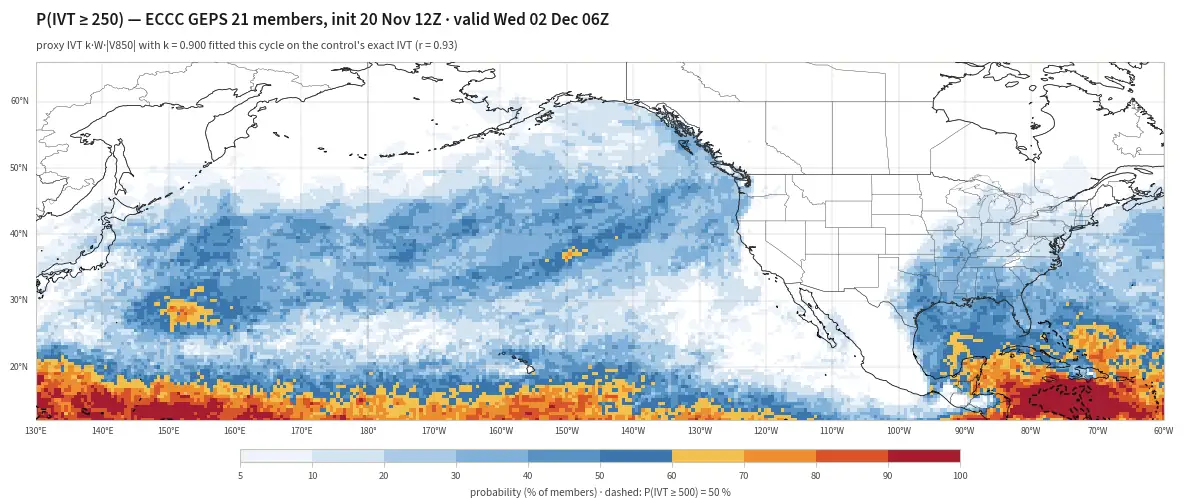 P(IVT ≥ 250) — ECCC GEPS 21 members, init 20 Nov 12Z · valid Wed 02 Dec 06Z
proxy IVT k·W·|V850| with k = 0.900 fitted this cycle on the control's exact IVT (r = 0.93)
60°N
50°N
40°N
30°N
20°N
130°E 140°E 150°E 160°E 170°E 180° 170°W 160°W 150°W 140°W 130°W 120°W 110°W 100°W 90°W 80°W 70°W 60°W
5 10 20 30 40 50 60 70 80 90 100
probability (% of members) · dashed: P(IVT ≥ 500) = 50 %